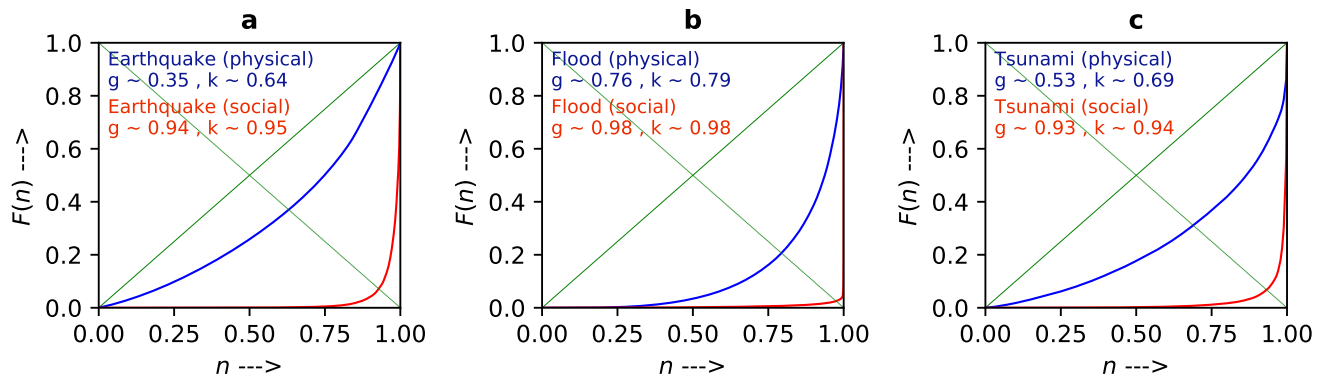 a
1.0
0.8
0.6
0.4
0.2
0.0
F(n) --->
Earthquake (physical)
g ~ 0.35 , k ~ 0.64
Earthquake (social)
g ~ 0.94 , k ~ 0.95
0.00 0.25 0.50 0.75 1.00
n --->
b
1.0
0.8
0.6
0.4
0.2
0.0
F(n) --->
Flood (physical)
g ~ 0.76 , k ~ 0.79
Flood (social)
g ~ 0.98 , k ~ 0.98
0.00 0.25 0.50 0.75 1.00
n --->
c
1.0
0.8
0.6
0.4
0.2
0.0
F(n) --->
Tsunami (physical)
g ~ 0.53 , k ~ 0.69
Tsunami (social)
g ~ 0.93 , k ~ 0.94
0.00 0.25 0.50 0.75 1.00
n --->